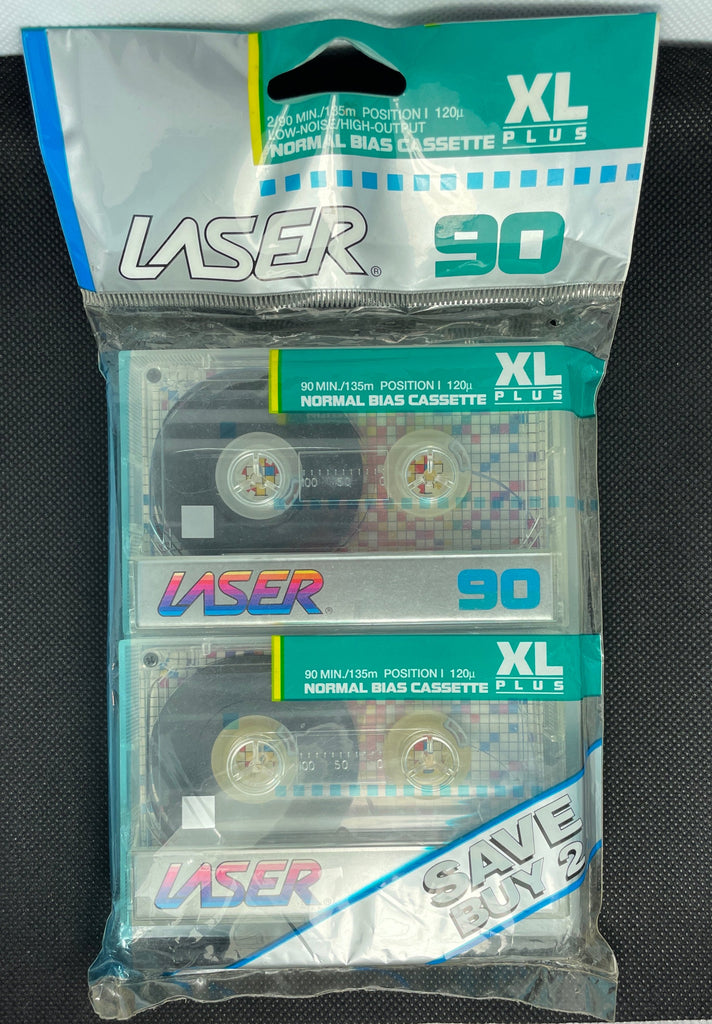 2/90 MIN./135m POSITION I 120μ
LOW-NOISE/HIGH-OUTPUT
NORMAL BIAS CASSETTE
XL
PLUS
LASER® 90
90 MIN./135m POSITION I 120μ
NORMAL BIAS CASSETTE
XL
PLUS
100 50 0
LASER® 90
90 MIN./135m POSITION I 120μ
NORMAL BIAS CASSETTE
XL
PLUS
100 50 0
LASER®
SAVE
BUY 2